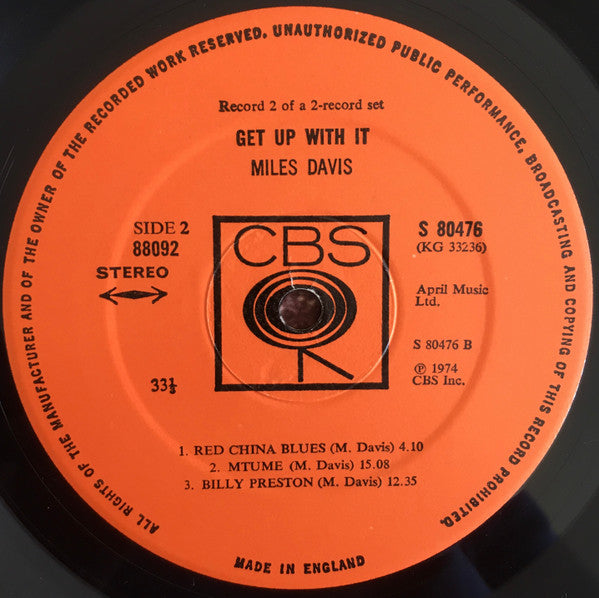 ALL RIGHTS OF THE MANUFACTURER AND OF THE OWNER OF THE RECORDED WORK RESERVED. UNAUTHORIZED PUBLIC PERFORMANCE, BROADCASTING AND COPYING OF THIS RECORD PROHIBITED.
Record 2 of a 2-record set
GET UP WITH IT
MILES DAVIS
SIDE 2
88092
STEREO
33⅓
CBS
S 80476
(KG 33236)
April Music
Ltd.
S 80476 B
℗ 1974
CBS Inc.
1. RED CHINA BLUES (M. Davis) 4.10
2. MTUME (M. Davis) 15.08
3. BILLY PRESTON (M. Davis) 12.35
MADE IN ENGLAND